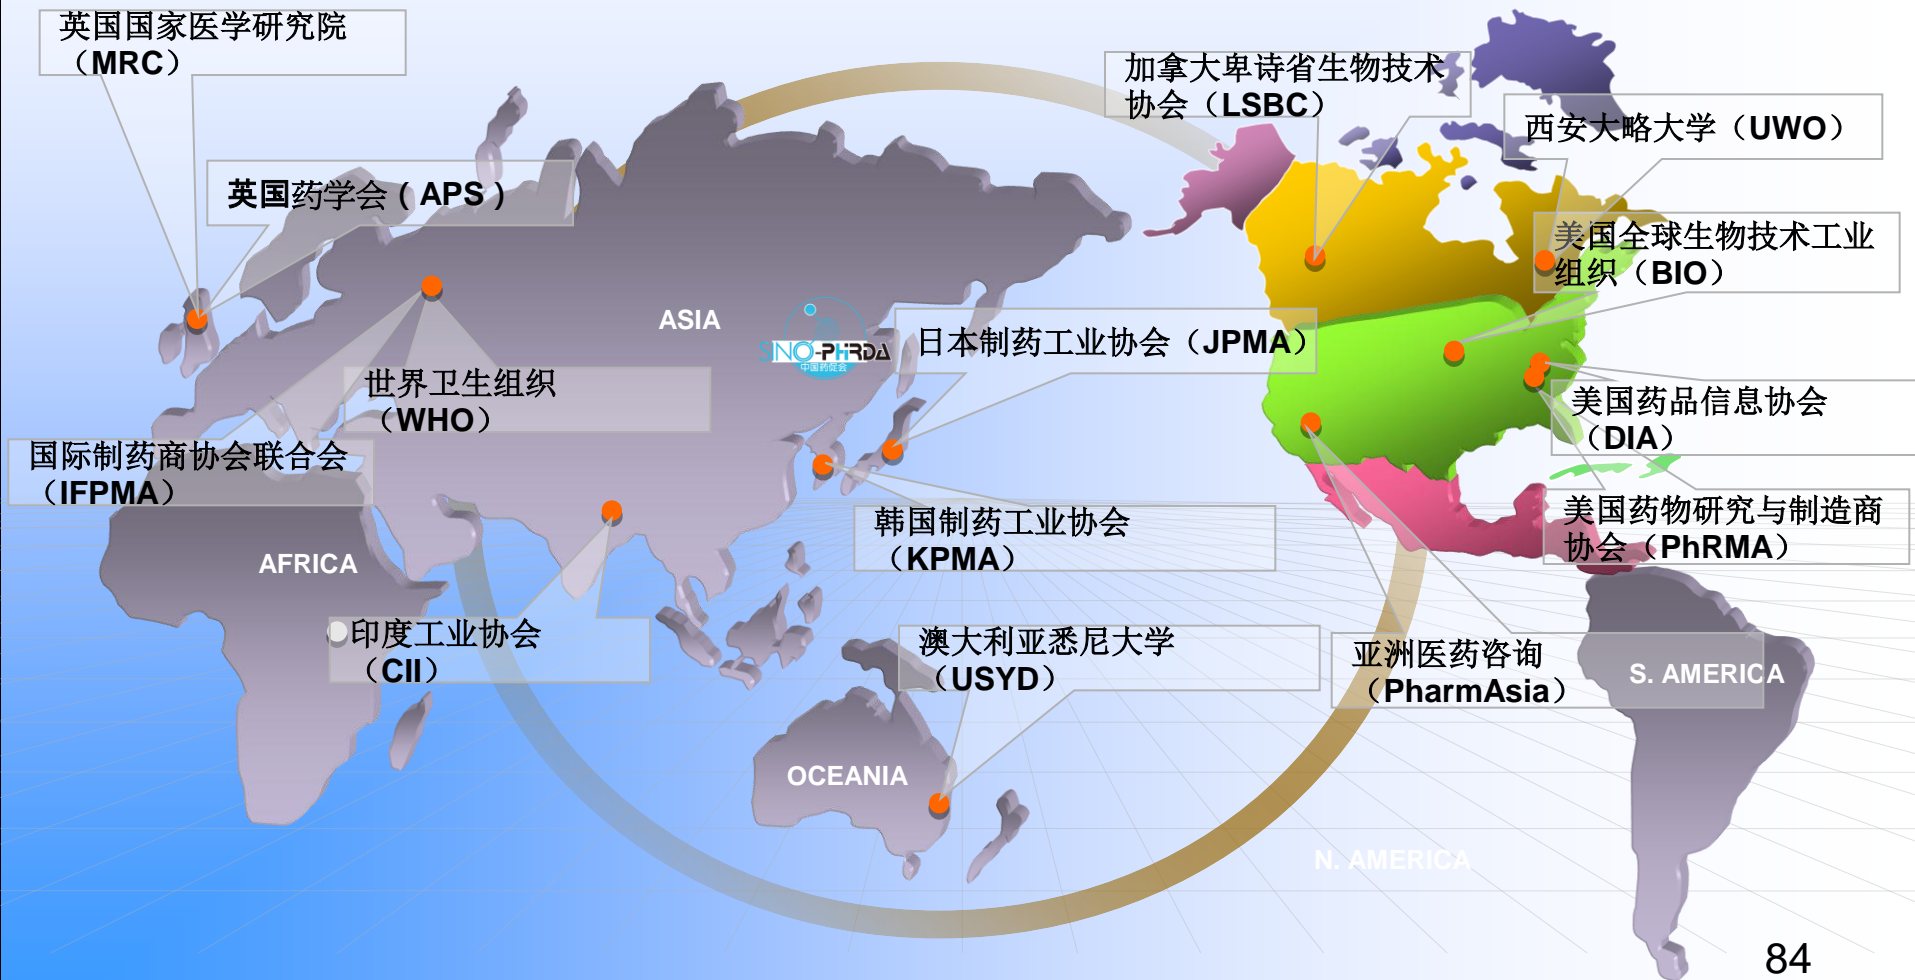 英国国家医学研究院
（MRC）
加拿大卑诗省生物技术
协会（LSBC）
西安大略大学（UWO）
英国药学会（APS）
美国全球生物技术工业
组织（BIO）
ASIA
SINO-PHRDA
中国药促会
日本制药工业协会（JPMA）
世界卫生组织
（WHO）
美国药品信息协会
（DIA）
国际制药商协会联合会
（IFPMA）
韩国制药工业协会
（KPMA）
美国药物研究与制造商
协会（PhRMA）
AFRICA
印度工业协会
（CII）
澳大利亚悉尼大学
（USYD）
亚洲医药咨询
（PharmAsia）
S. AMERICA
OCEANIA
N. AMERICA
84